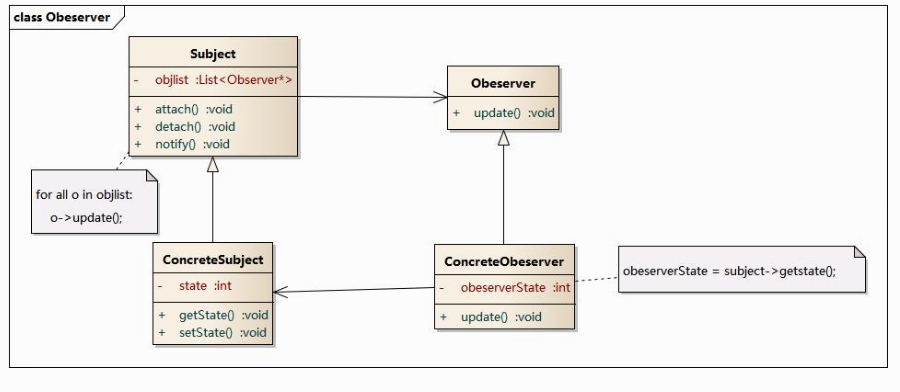 class Obeserver
Subject
- objlist :List<Observer*>
+ attach() :void
+ detach() :void
+ notify() :void
Obeserver
+ update() :void
for all o in objlist:
o->update();
ConcreteSubject
- state :int
+ getState() :void
+ setState() :void
ConcreteObeserver
- obeserverState :int
+ update() :void
obeserverState = subject->getstate();